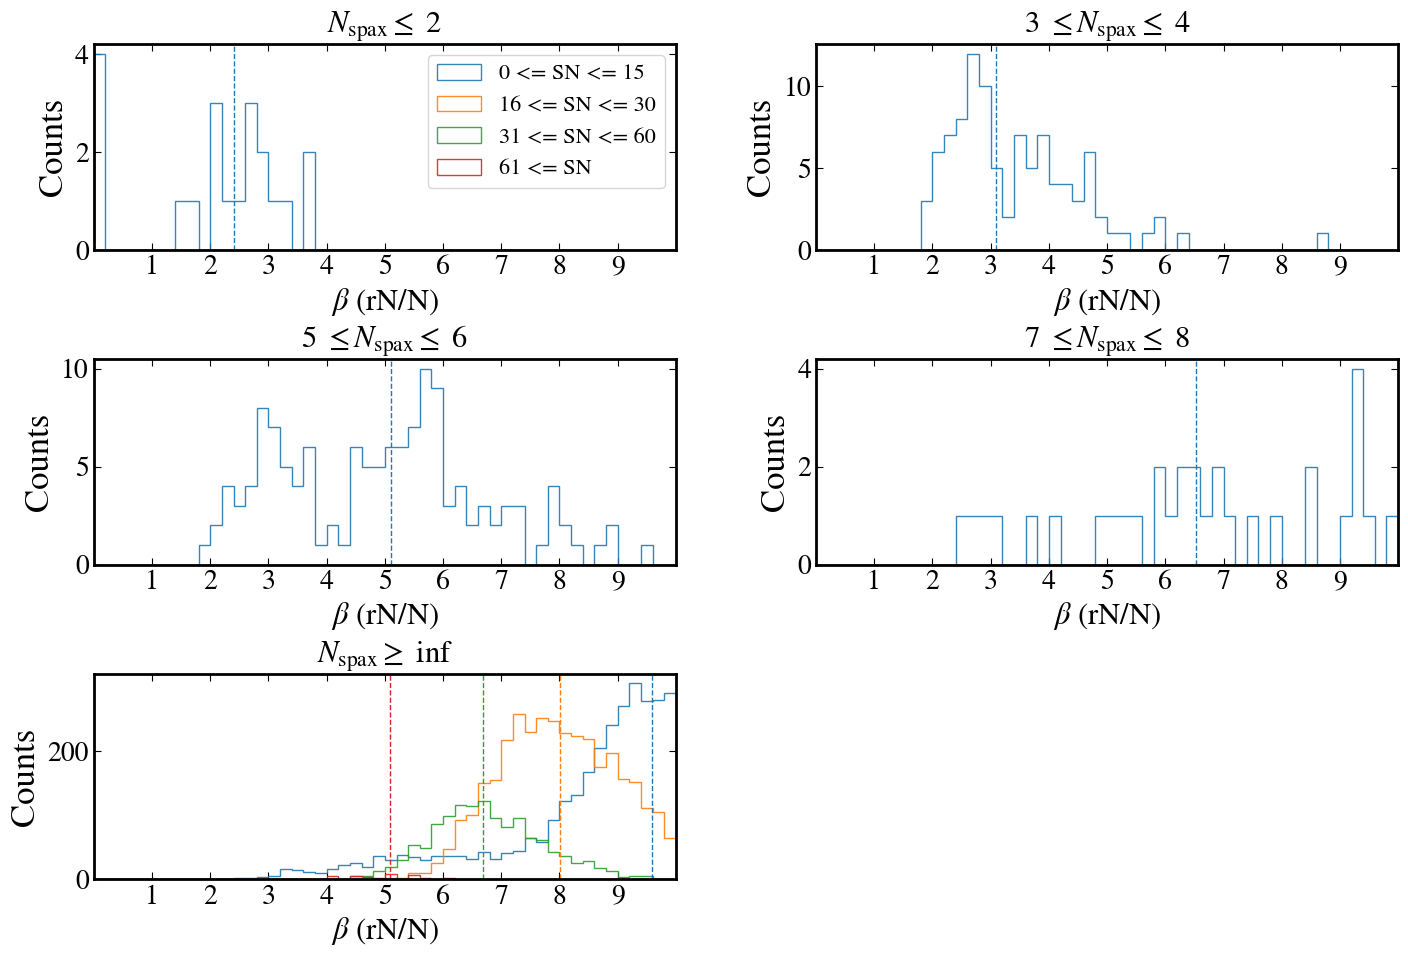 N_spax ≤ 2
Counts
4
2
0
0 <= SN <= 15
16 <= SN <= 30
31 <= SN <= 60
61 <= SN
1 2 3 4 5 6 7 8 9
β (rN/N)
3 ≤ N_spax ≤ 4
Counts
10
5
0
1 2 3 4 5 6 7 8 9
β (rN/N)
5 ≤ N_spax ≤ 6
Counts
10
5
0
1 2 3 4 5 6 7 8 9
β (rN/N)
7 ≤ N_spax ≤ 8
Counts
4
2
0
1 2 3 4 5 6 7 8 9
β (rN/N)
N_spax ≥ inf
Counts
200
0
1 2 3 4 5 6 7 8 9
β (rN/N)